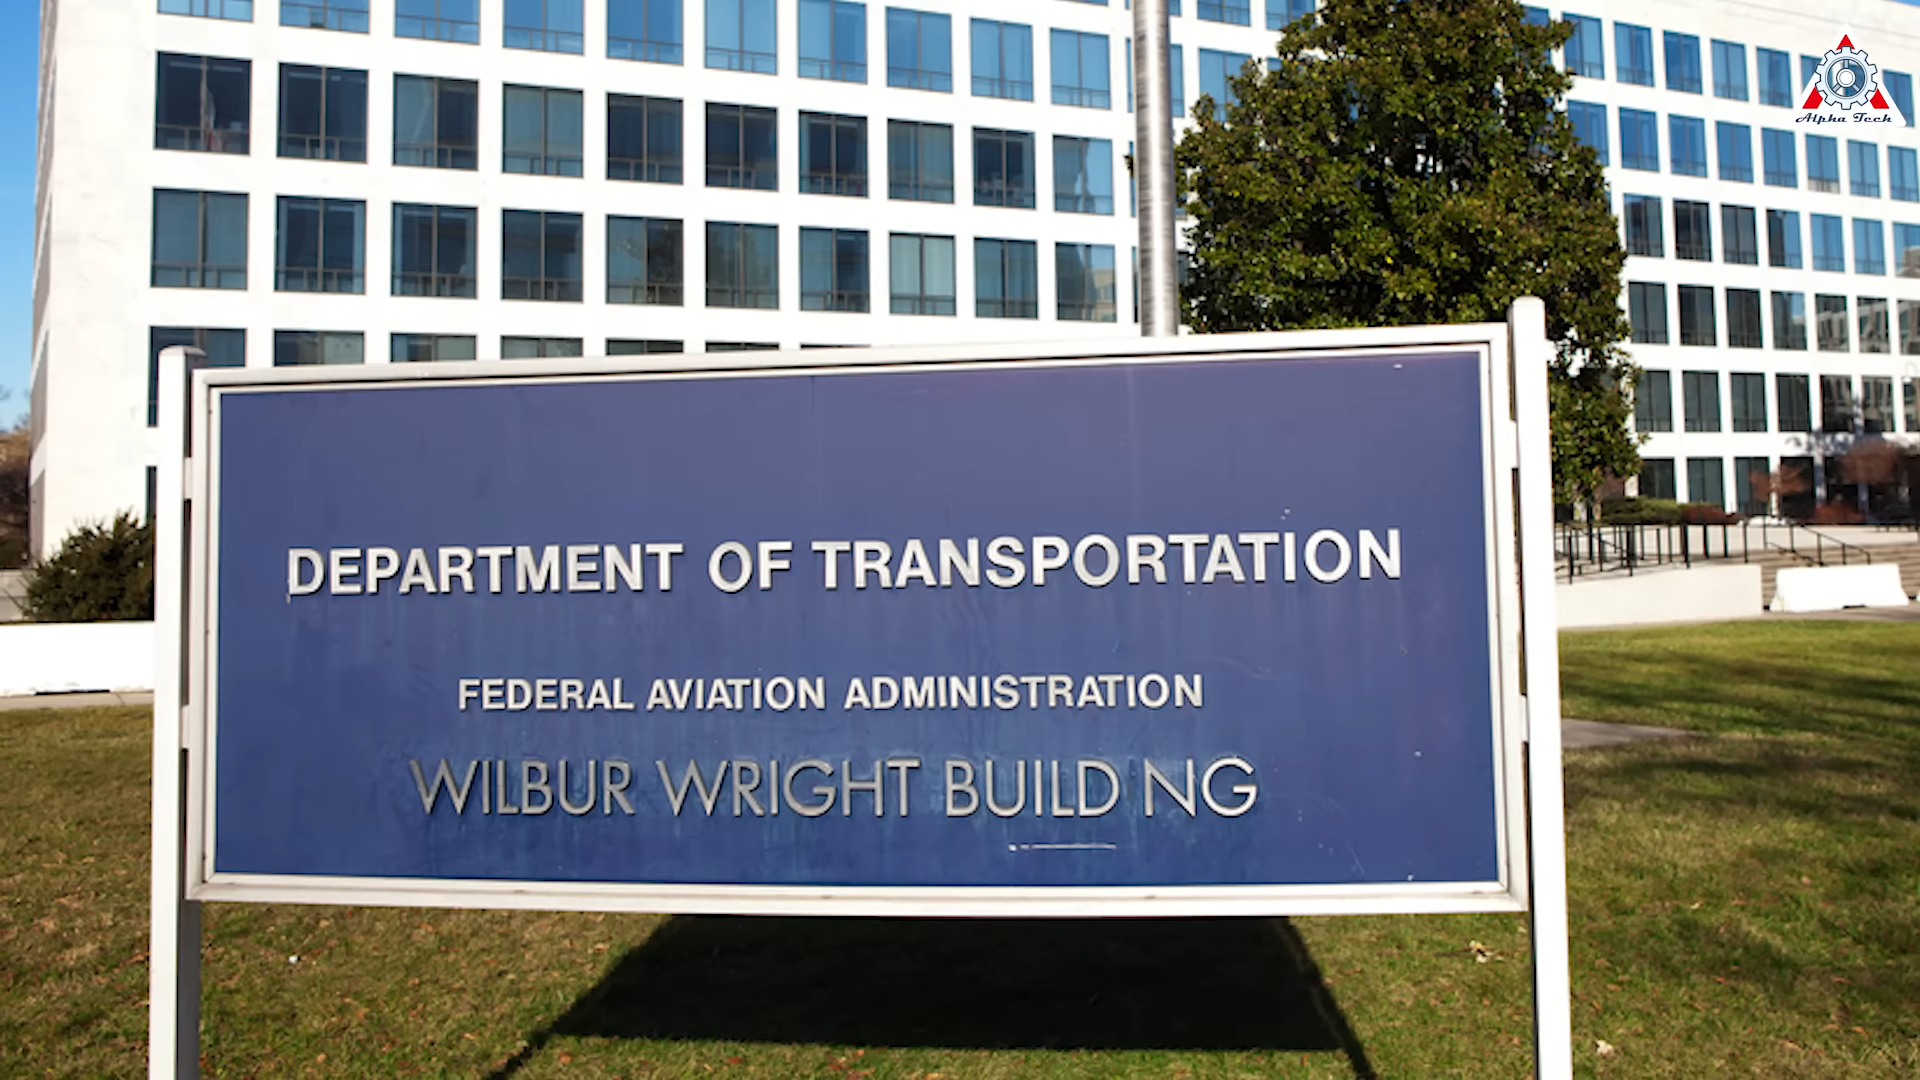 Alpha Tech
DEPARTMENT OF TRANSPORTATION
FEDERAL AVIATION ADMINISTRATION
WILBUR WRIGHT BUILD NG